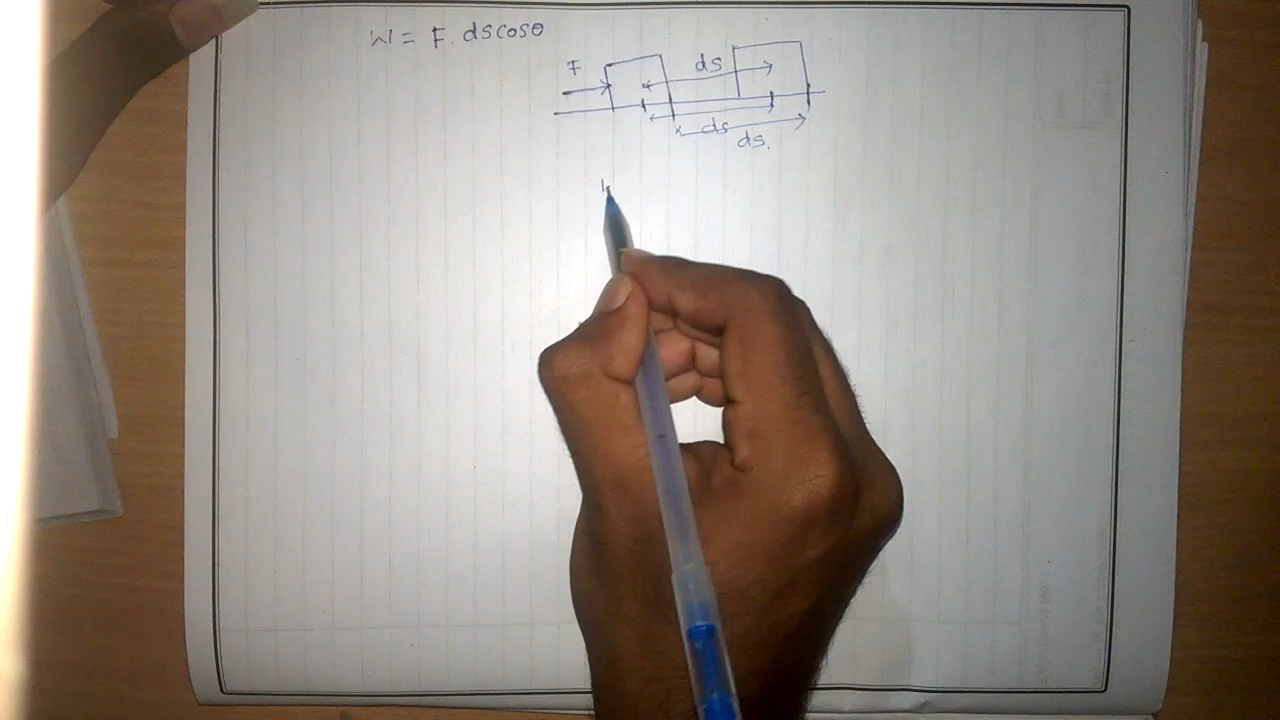 W = F. dscosθ
F
ds
ds
ds.